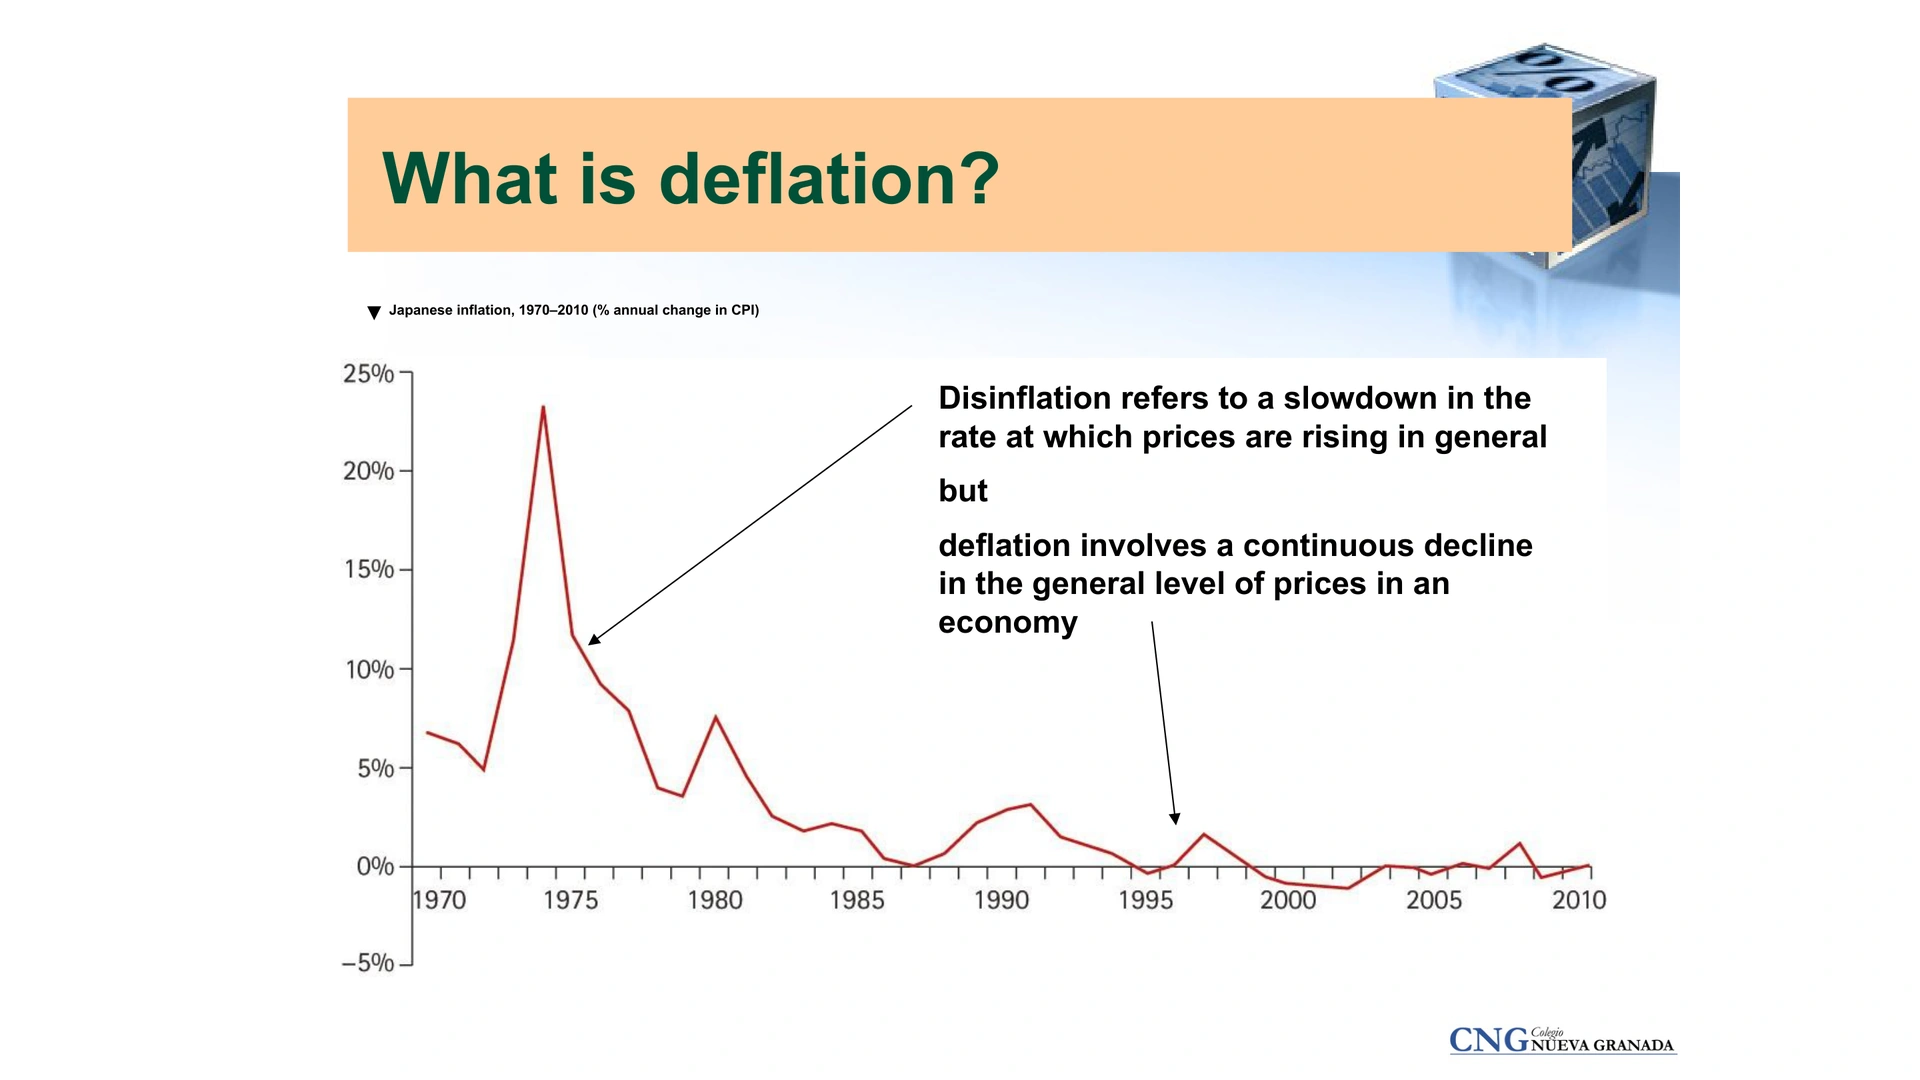 %
What is deflation?
▼ Japanese inflation, 1970–2010 (% annual change in CPI)
25%
20%
15%
10%
5%
0%
–5%
Disinflation refers to a slowdown in the
rate at which prices are rising in general
but
deflation involves a continuous decline
in the general level of prices in an
economy
1970 1975 1980 1985 1990 1995 2000 2005 2010
CNG Colegio
NUEVA GRANADA